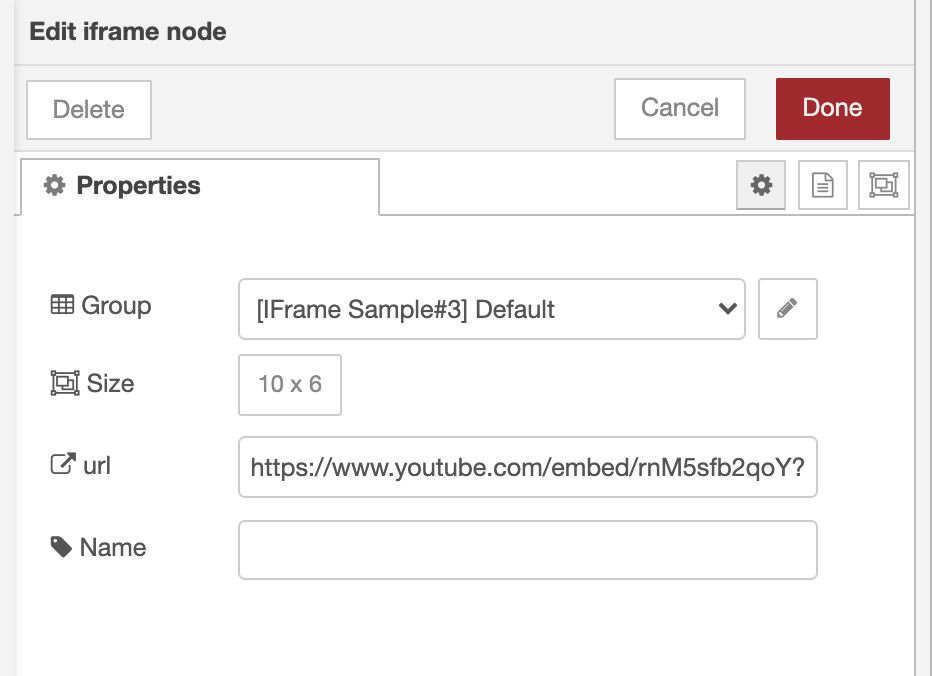 Edit iframe node
Delete
Cancel
Done
Properties
Group
[IFrame Sample#3] Default
Size
10 x 6
url
https://www.youtube.com/embed/rnM5sfb2qoY?
Name